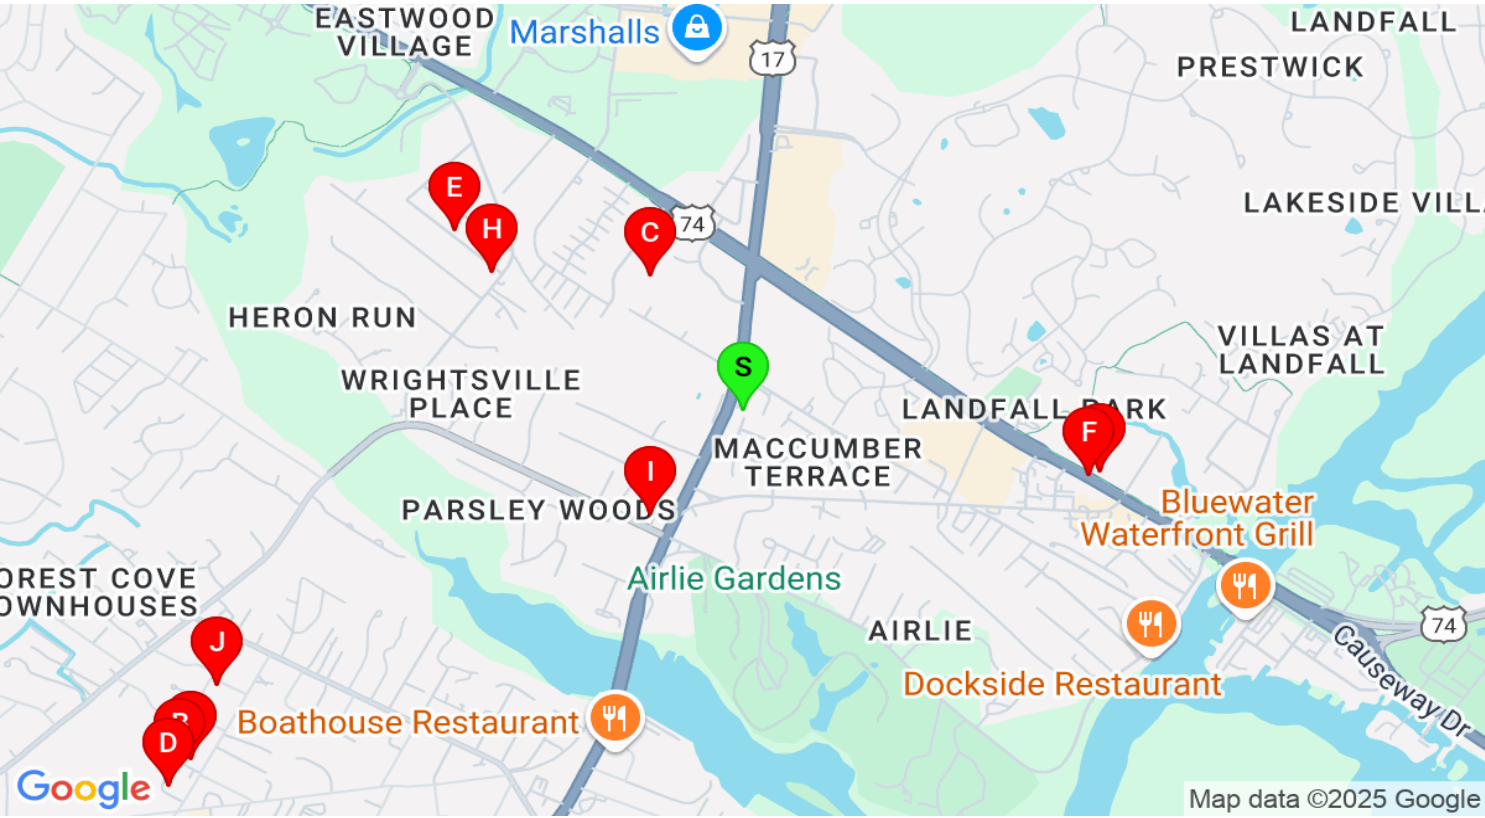 EASTWOOD
VILLAGE
Marshalls
17
LANDFALL
PRESTWICK
E
H
C
74
LAKESIDE VILL
HERON RUN
VILLAS AT
LANDFALL
WRIGHTSVILLE
PLACE
S
LANDFALL PARK
F
MACCUMBER
TERRACE
I
PARSLEY WOODS
Bluewater
Waterfront Grill
Airlie Gardens
OREST COVE
OWNHOUSES
AIRLIE
74
Causeway Dr
J
Dockside Restaurant
Boathouse Restaurant
D
Google
Map data ©2025 Google